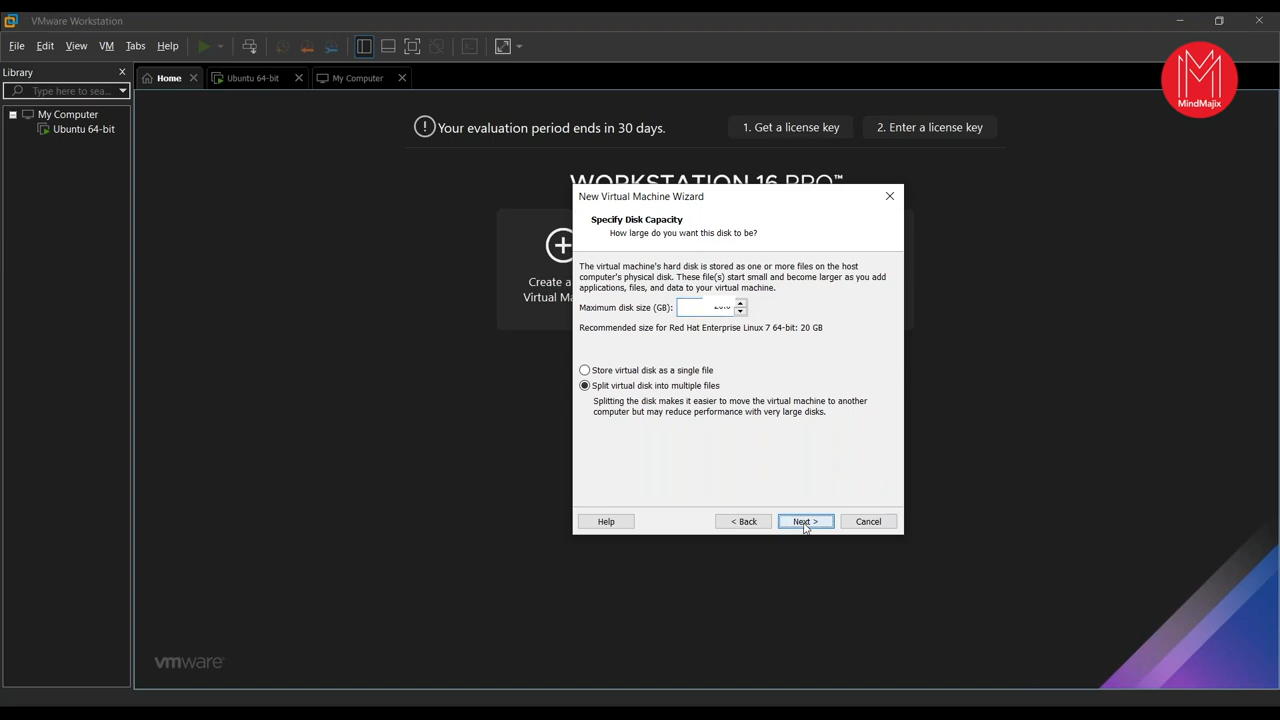 VMware Workstation
File Edit View VM Tabs Help
Library
Type here to sea...
My Computer
Ubuntu 64-bit
Home
Ubuntu 64-bit
My Computer
MindMajix
Your evaluation period ends in 30 days.
1. Get a license key
2. Enter a license key
WORKSTATION 16 PRO™
Create a
Virtual Ma
New Virtual Machine Wizard
Specify Disk Capacity
How large do you want this disk to be?
The virtual machine's hard disk is stored as one or more files on the host
computer's physical disk. These file(s) start small and become larger as you add
applications, files, and data to your virtual machine.
Maximum disk size (GB):
Recommended size for Red Hat Enterprise Linux 7 64-bit: 20 GB
Store virtual disk as a single file
Split virtual disk into multiple files
Splitting the disk makes it easier to move the virtual machine to another
computer but may reduce performance with very large disks.
Help
< Back
Next >
Cancel
vmware